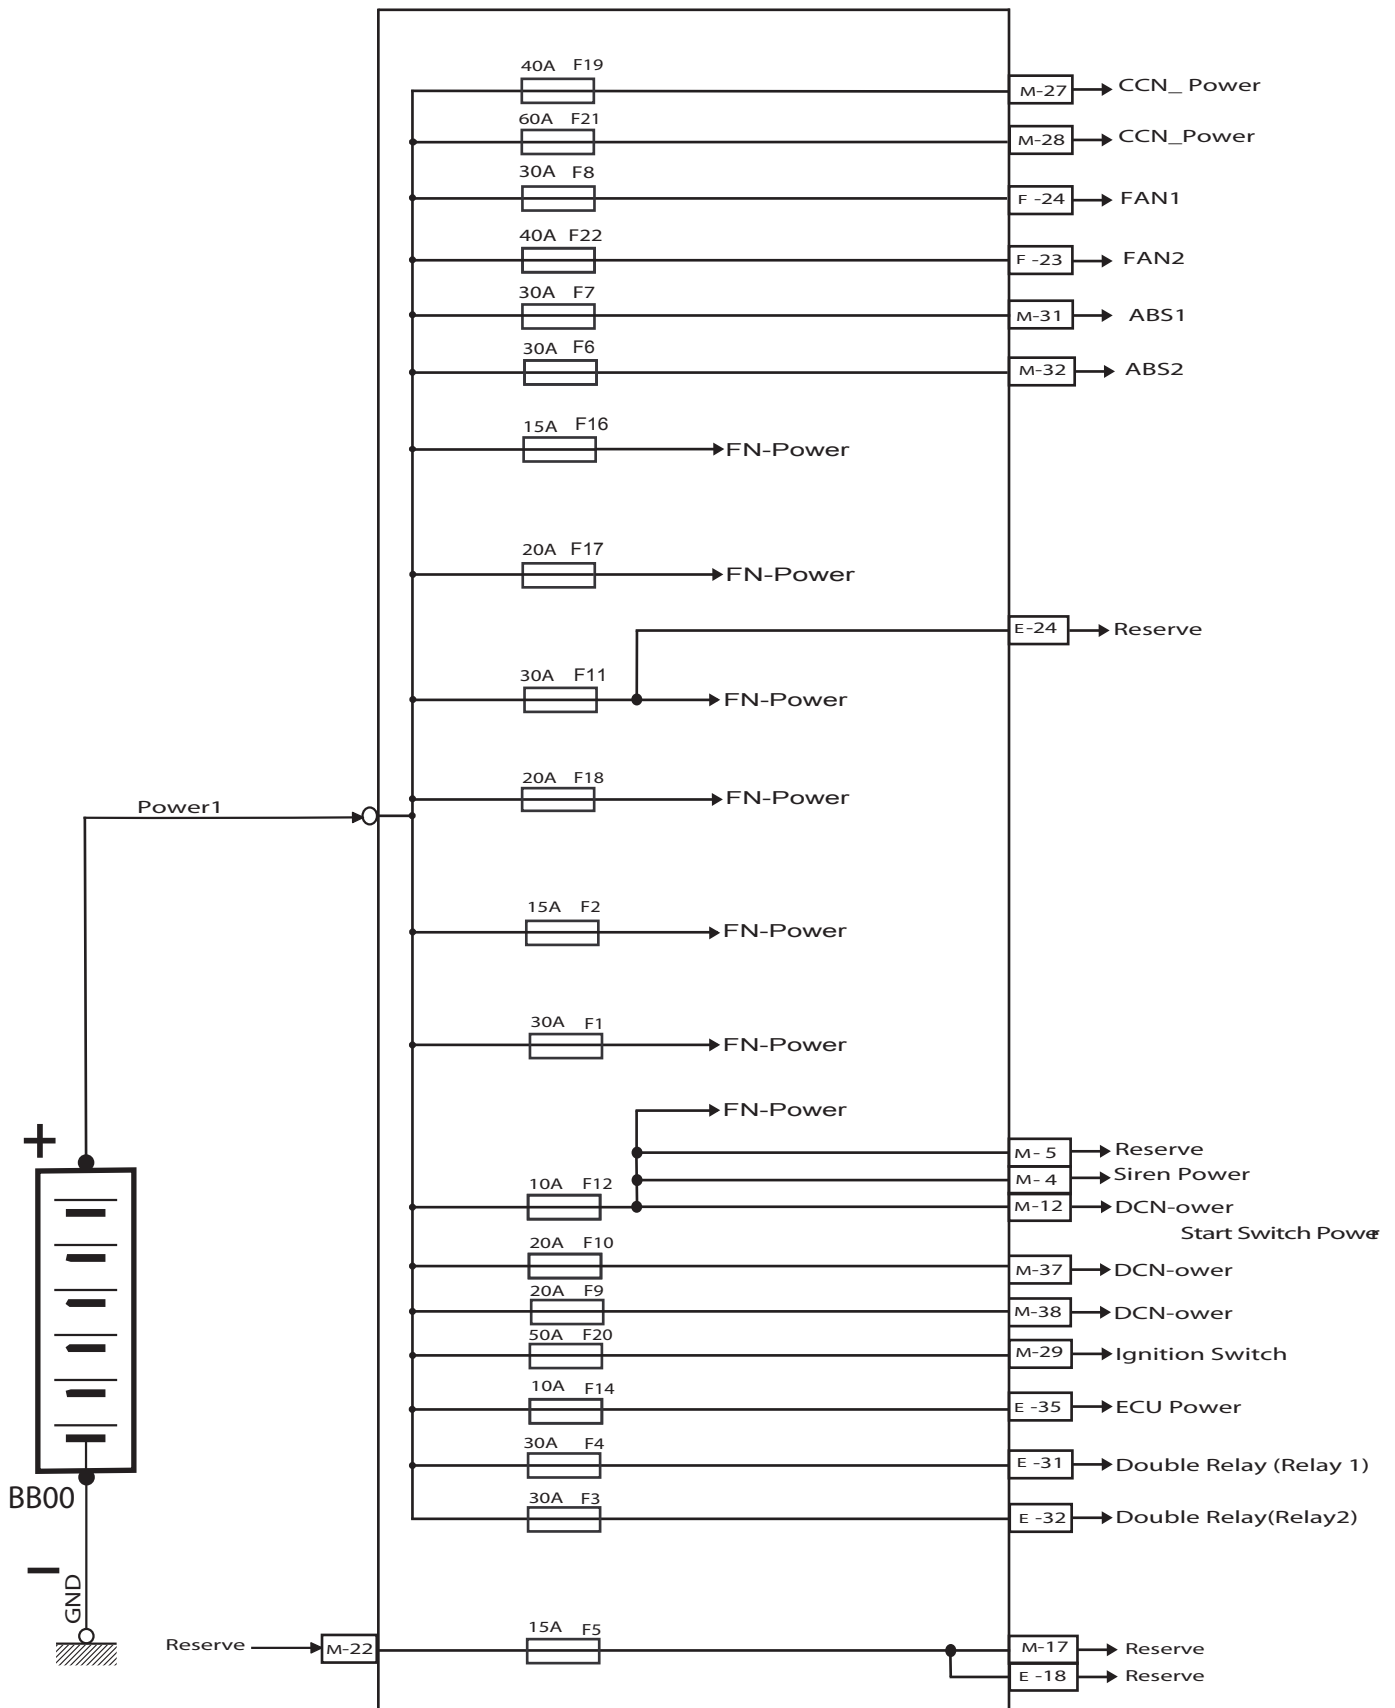 40A F19
M-27 CCN_ Power
60A F21
M-28 CCN_Power
30A F8
F -24 FAN1
40A F22
F -23 FAN2
30A F7
M-31 ABS1
30A F6
M-32 ABS2
15A F16
FN-Power
20A F17
FN-Power
E-24 Reserve
30A F11
FN-Power
20A F18
FN-Power
Power1
15A F2
FN-Power
30A F1
FN-Power
FN-Power
M- 5 Reserve
M- 4 Siren Power
10A F12
M-12 DCN-ower
Start Switch Power
20A F10
M-37 DCN-ower
20A F9
M-38 DCN-ower
50A F20
M-29 Ignition Switch
10A F14
E -35 ECU Power
30A F4
E -31 Double Relay (Relay 1)
30A F3
E -32 Double Relay(Relay2)
+
BB00
−
GND
15A F5
Reserve M-22
M-17 Reserve
E -18 Reserve